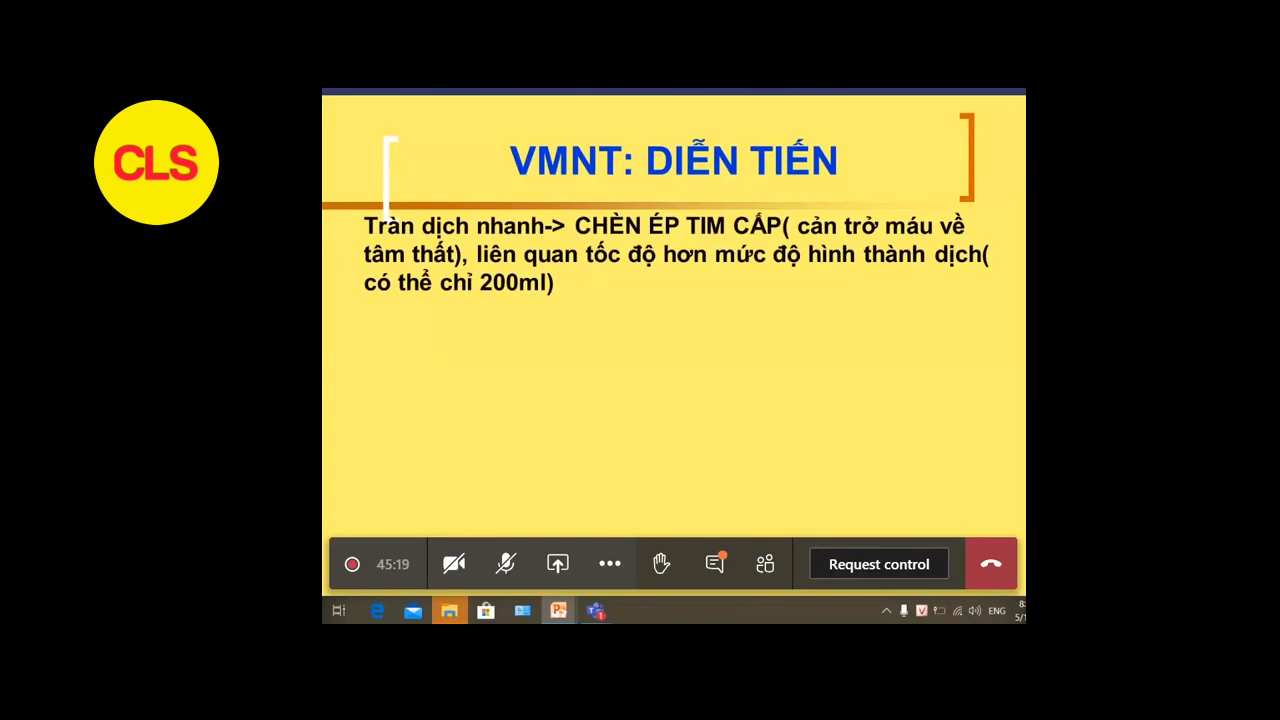 CLS
VMNT: DIỄN TIẾN
Tràn dịch nhanh-> CHÈN ÉP TIM CẤP( cản trở máu về
tâm thất), liên quan tốc độ hơn mức độ hình thành dịch(
có thể chỉ 200ml)
45:19
Request control
ENG